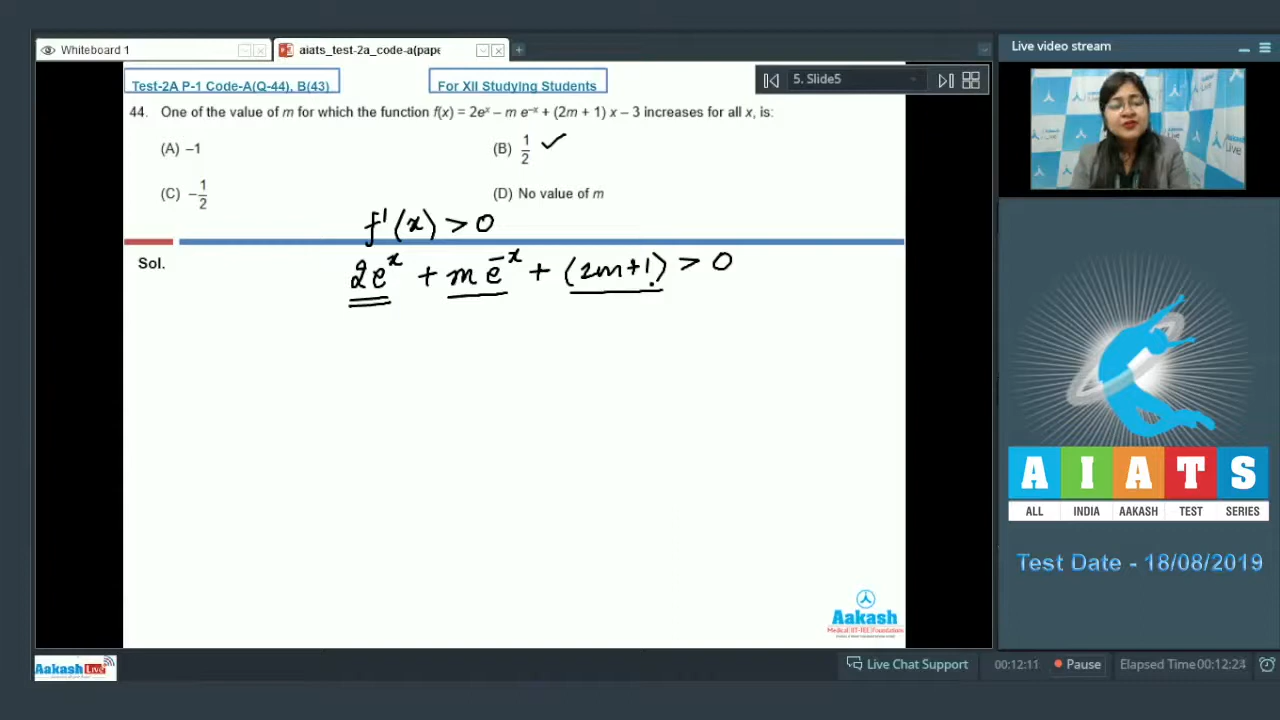 Whiteboard 1
aiats_test-2a_code-a(pape
Live video stream
Test-2A P-1 Code-A(Q-44), B(43)
For XII Studying Students
5. Slide5
44. One of the value of m for which the function f(x) = 2eˣ – m e⁻ˣ + (2m + 1) x – 3 increases for all x, is:
(A) –1
(B) 1/2 ✓
(C) –1/2
(D) No value of m
f'(x) > 0
Sol.
2eˣ + m e⁻ˣ + (2m+1) > 0
A I A T S
ALL INDIA AAKASH TEST SERIES
Test Date - 18/08/2019
Aakash
Medical|IIT-JEE|Foundations
Aakash Live
Live Chat Support
00:12:11
Pause
Elapsed Time 00:12:24